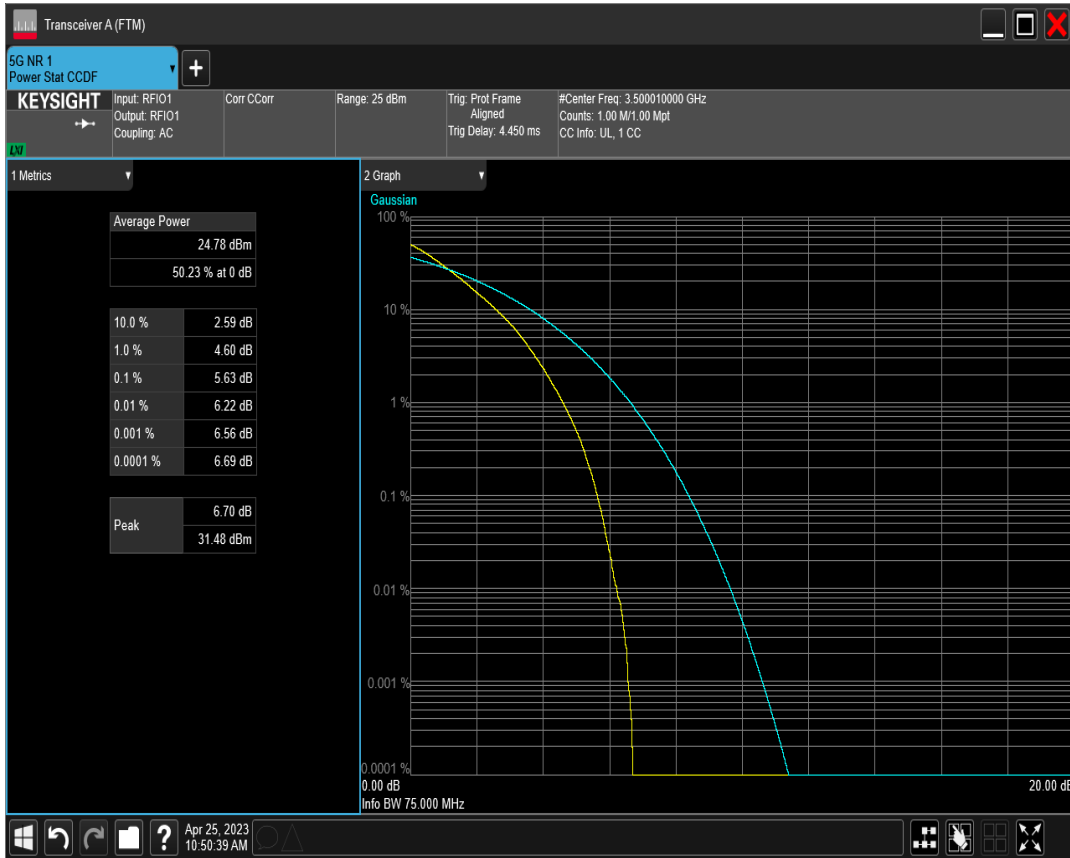 Transceiver A (FTM)
5G NR 1
Power Stat CCDF
+
KEYSIGHT
LXI
Input: RFIO1
Output: RFIO1
Coupling: AC
Corr CCorr
Range: 25 dBm
Trig: Prot Frame
Aligned
Trig Delay: 4.450 ms
#Center Freq: 3.500010000 GHz
Counts: 1.00 M/1.00 Mpt
CC Info: UL, 1 CC
1 Metrics
Average Power
24.78 dBm
50.23 % at 0 dB
10.0 % 2.59 dB
1.0 % 4.60 dB
0.1 % 5.63 dB
0.01 % 6.22 dB
0.001 % 6.56 dB
0.0001 % 6.69 dB
Peak
6.70 dB
31.48 dBm
2 Graph
Gaussian
100 %
10 %
1 %
0.1 %
0.01 %
0.001 %
0.0001 %
0.00 dB 20.00 dB
Info BW 75.000 MHz
?
Apr 25, 2023
10:50:39 AM